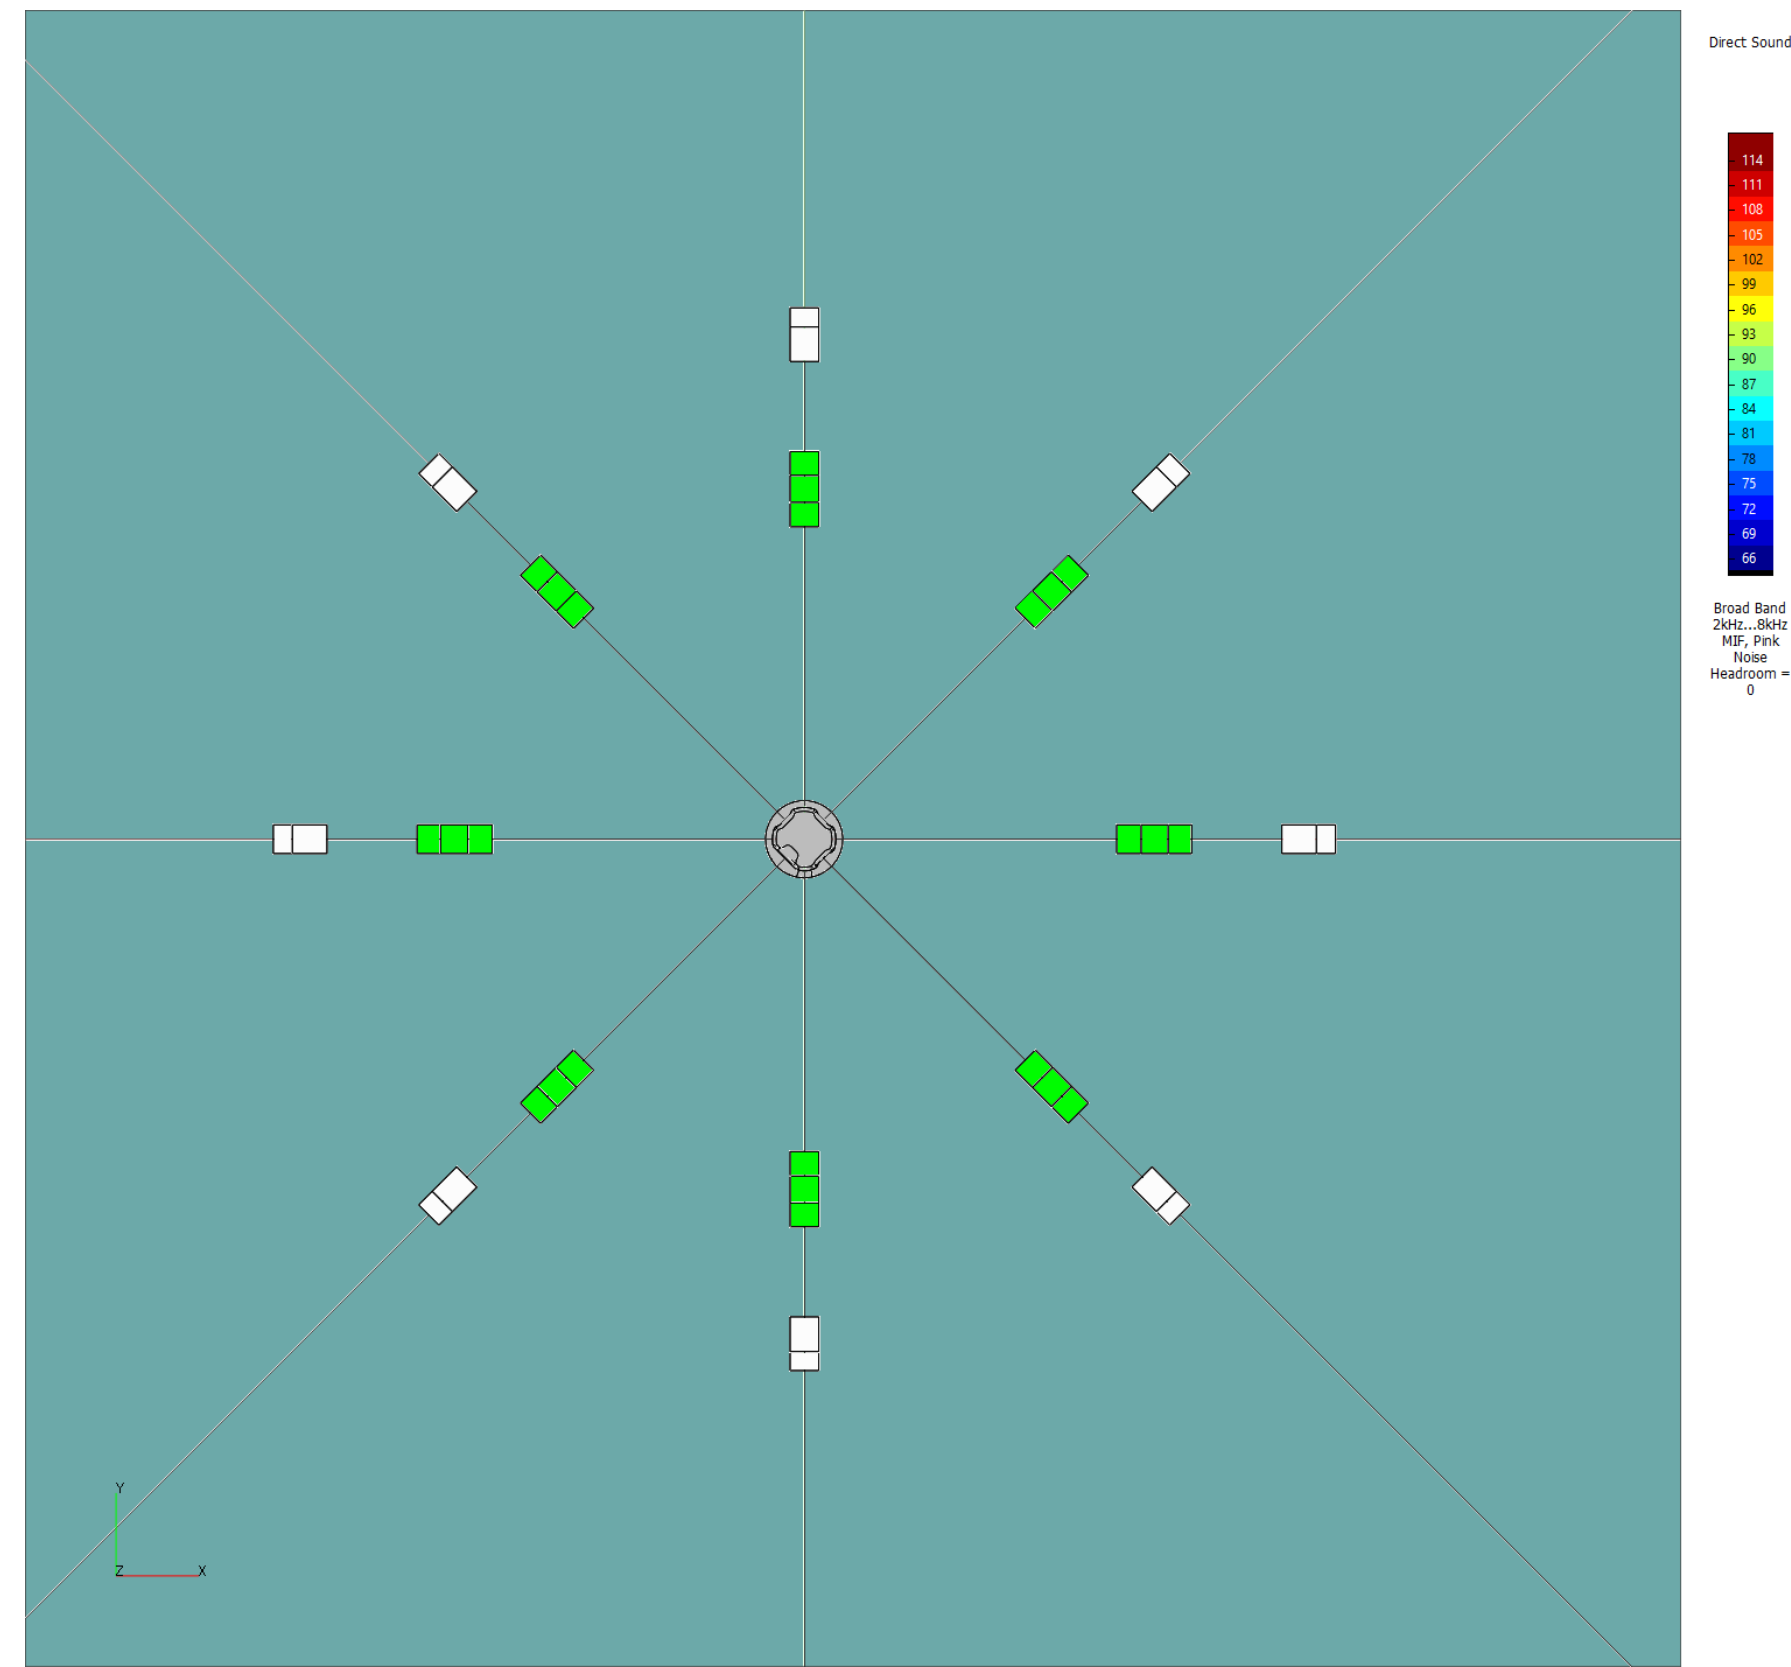 Direct Sound
114
111
108
105
102
99
96
93
90
87
84
81
78
75
72
69
66
Broad Band
2kHz...8kHz
MIF, Pink
Noise
Headroom =
0
Y
Z
X